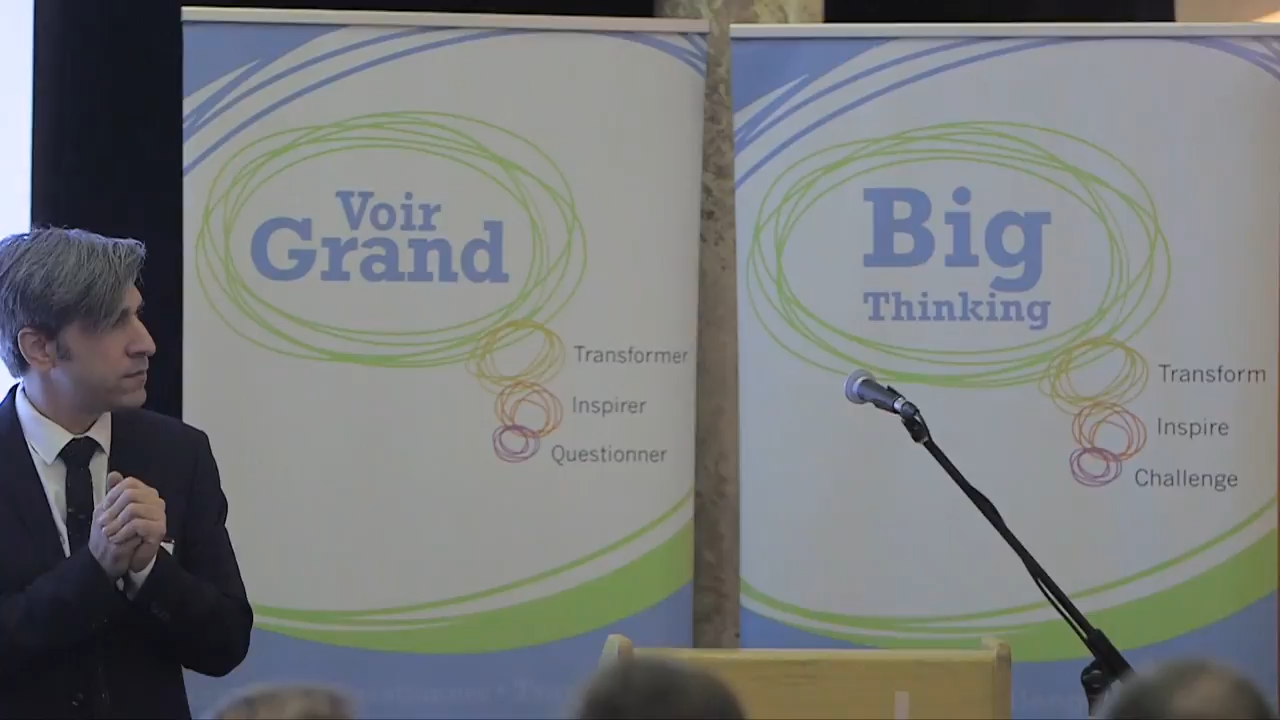 Voir
Grand
Transformer
Inspirer
Questionner
Big
Thinking
Transform
Inspire
Challenge